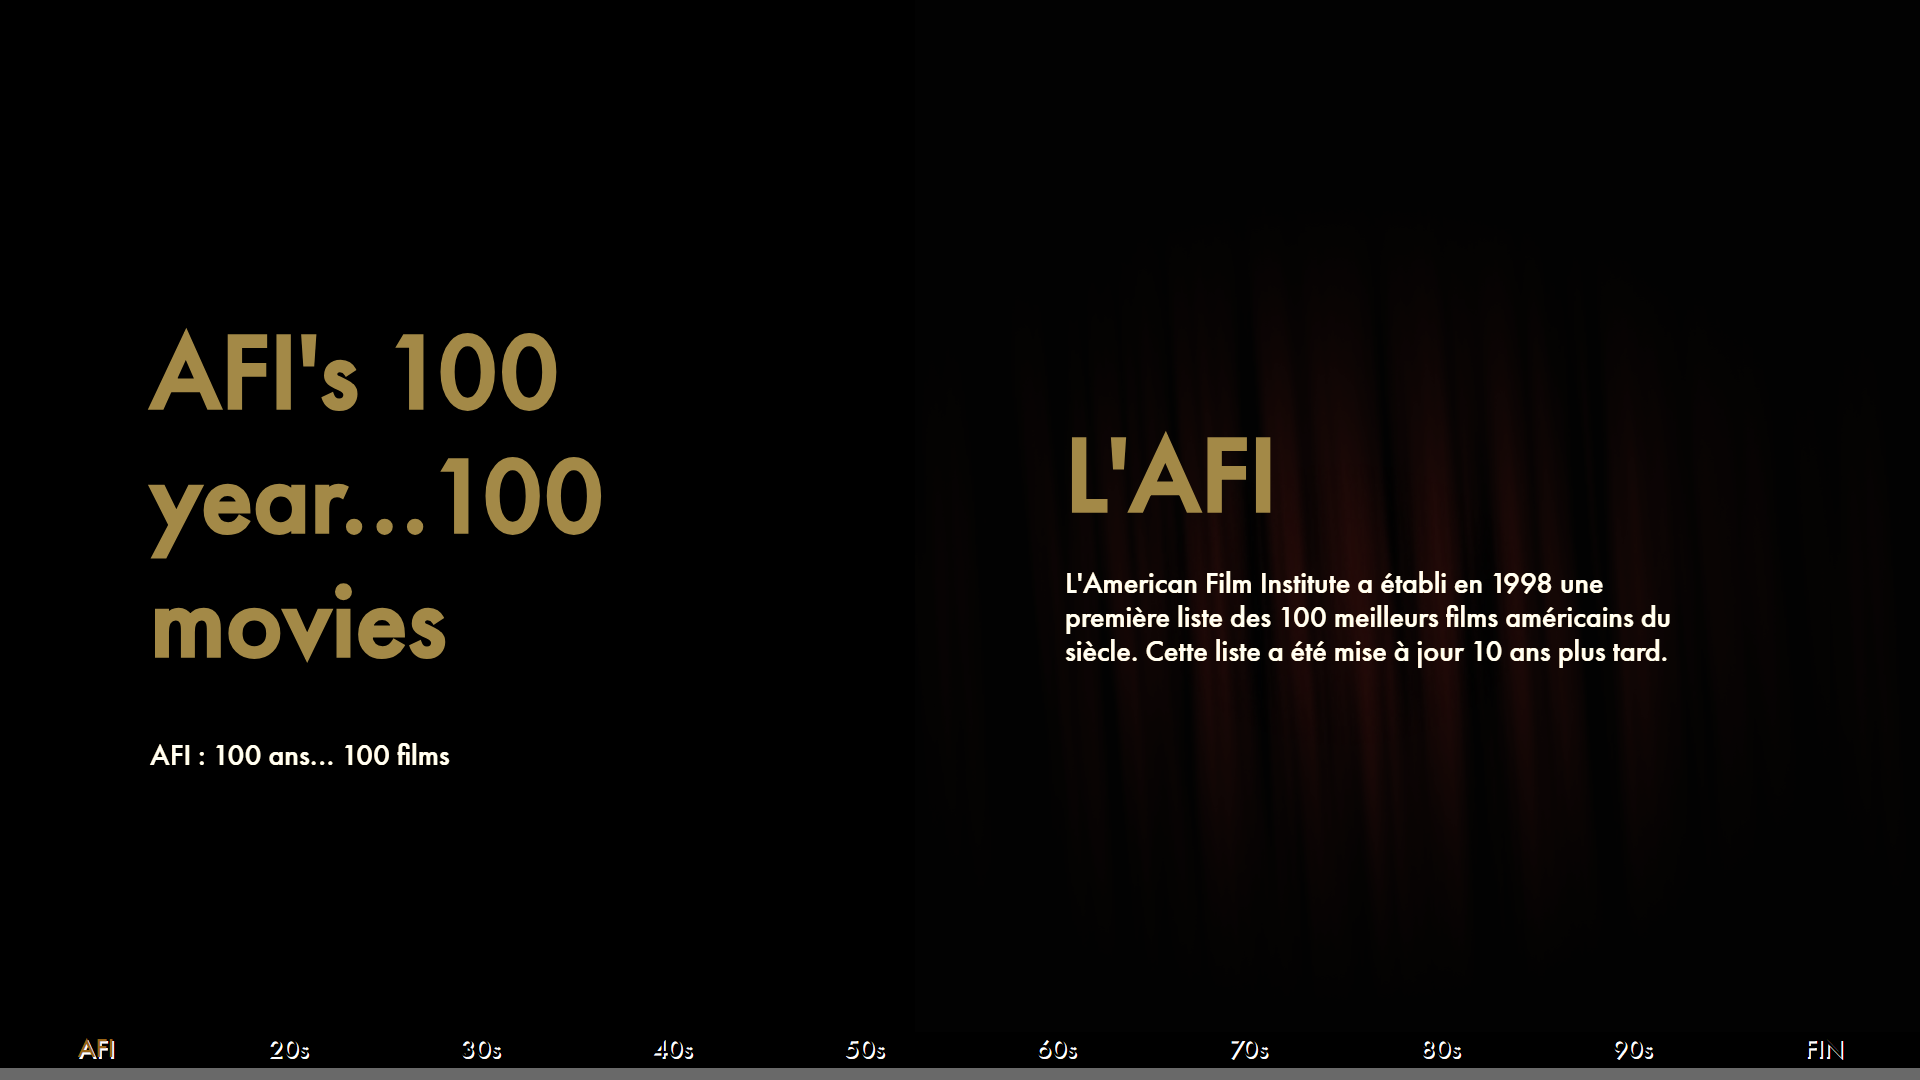 AFI's 100
year...100
movies
AFI : 100 ans... 100 films
L'AFI
L'American Film Institute a établi en 1998 une
première liste des 100 meilleurs films américains du
siècle. Cette liste a été mise à jour 10 ans plus tard.
AFI 20s 30s 40s 50s 60s 70s 80s 90s FIN